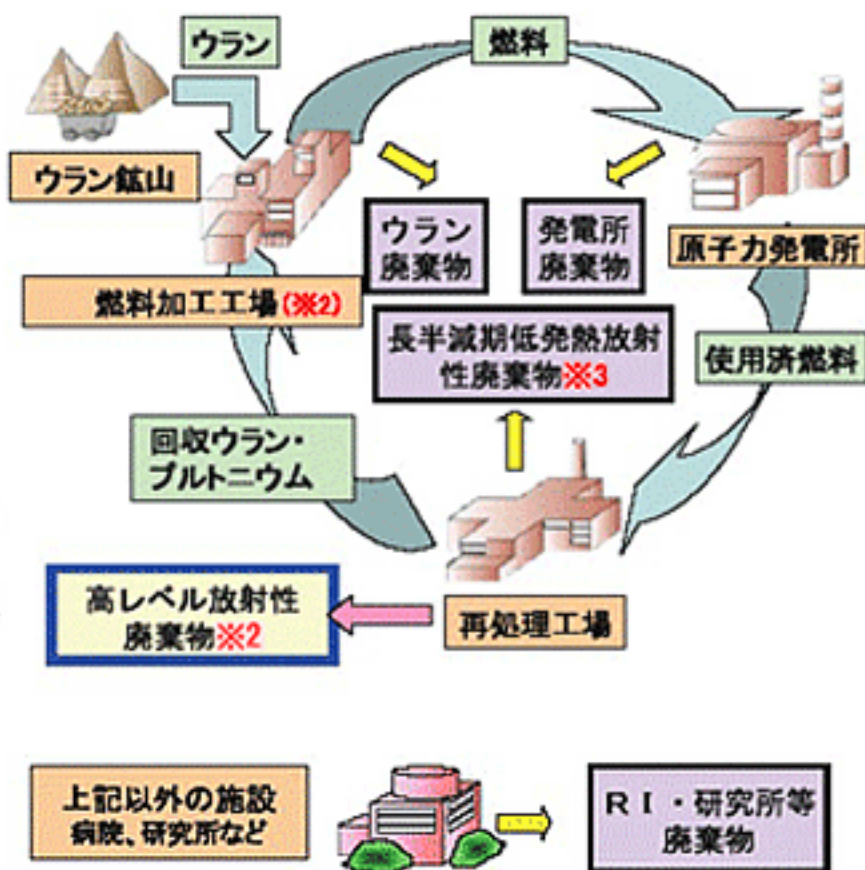 ウラン
燃料
ウラン鉱山
ウラン
廃棄物
発電所
廃棄物
原子力発電所
燃料加工工場(※2)
長半減期低発熱放射
性廃棄物※3
使用済燃料
回収ウラン・
プルトニウム
高レベル放射性
廃棄物※2
再処理工場
上記以外の施設
病院、研究所など
RI・研究所等
廃棄物